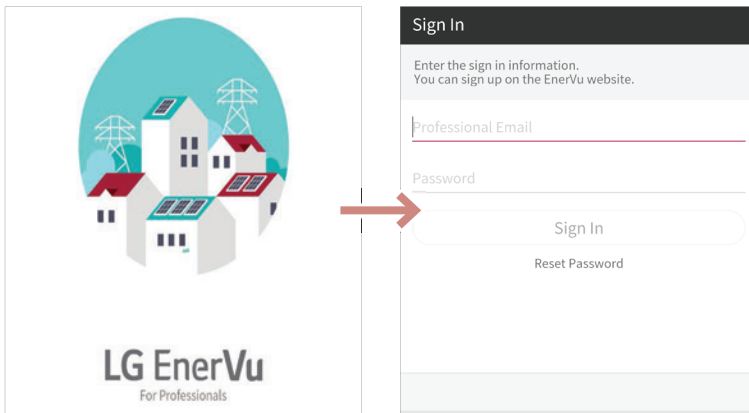 LG EnerVu
For Professionals
Sign In
Enter the sign in information.
You can sign up on the EnerVu website.
Professional Email
Password
Sign In
Reset Password